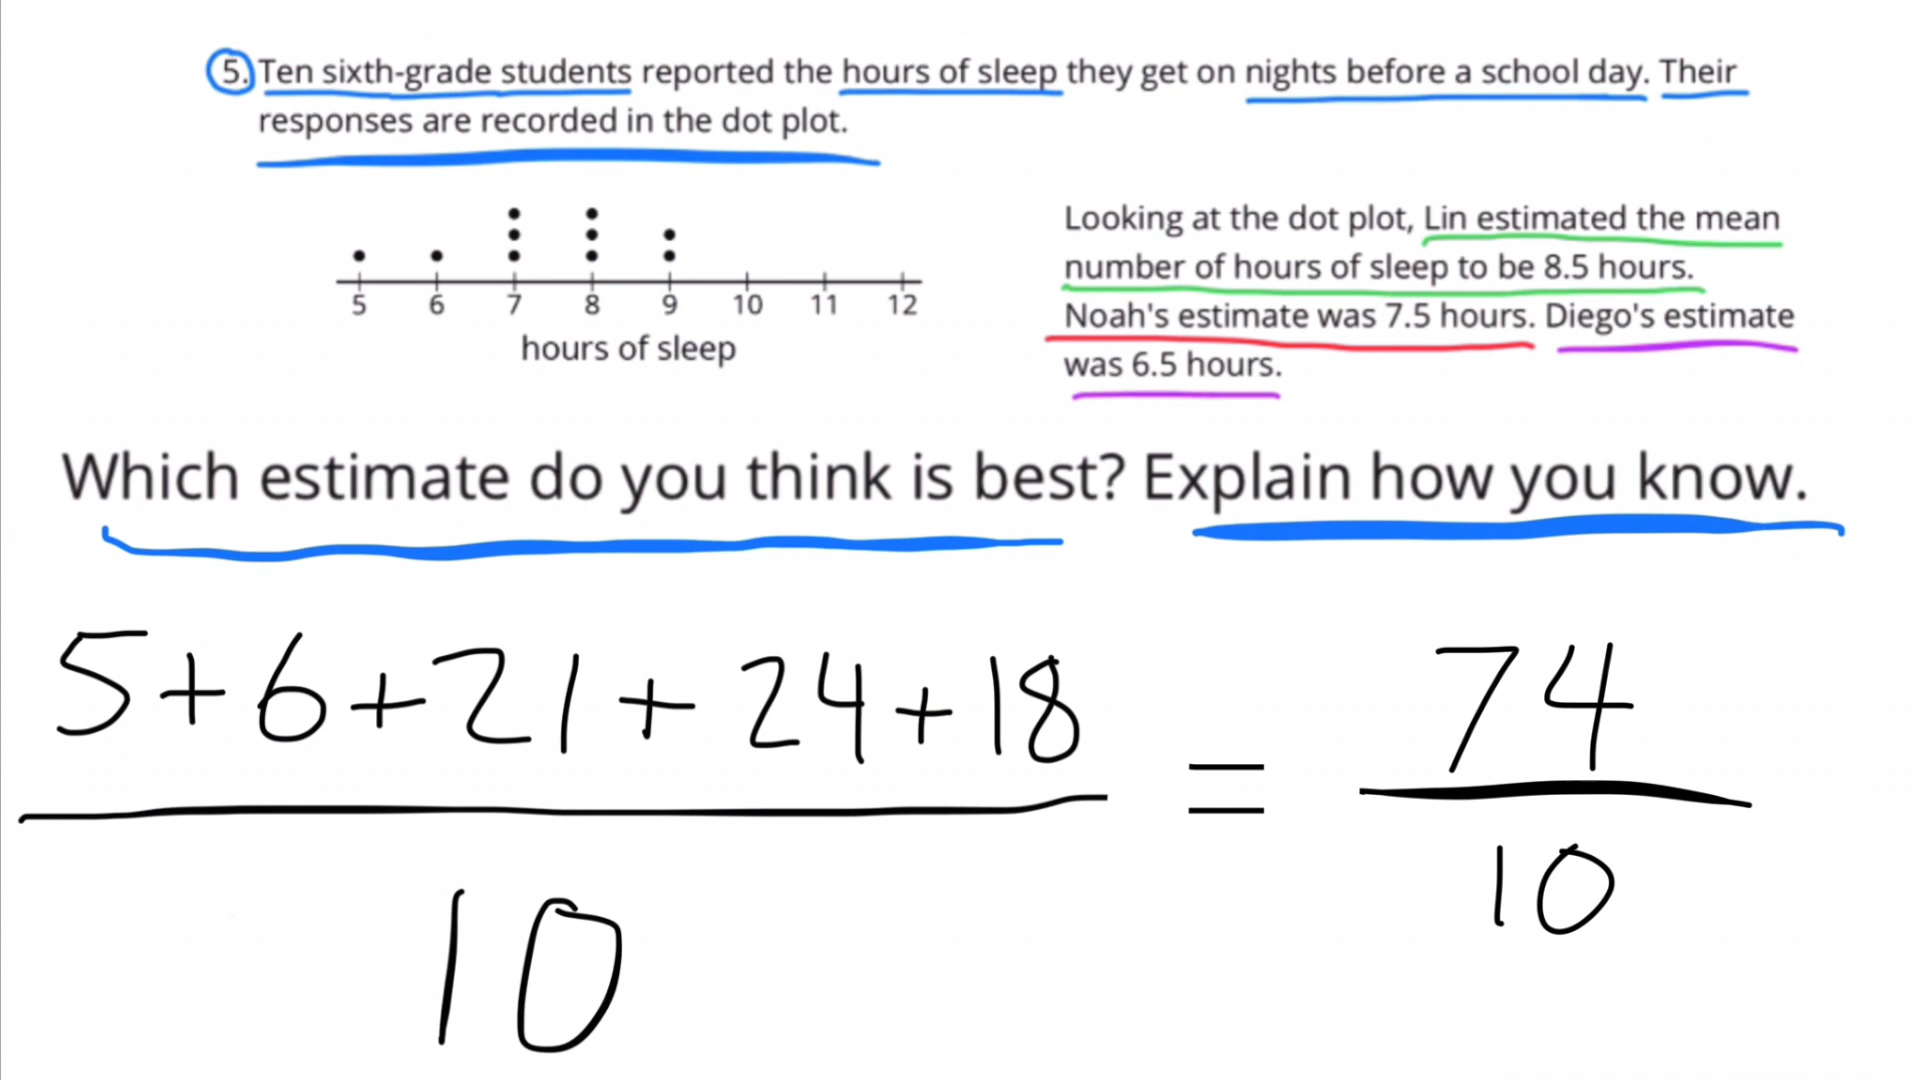 5. Ten sixth-grade students reported the hours of sleep they get on nights before a school day. Their
responses are recorded in the dot plot.
5 6 7 8 9 10 11 12
hours of sleep
Looking at the dot plot, Lin estimated the mean
number of hours of sleep to be 8.5 hours.
Noah's estimate was 7.5 hours. Diego's estimate
was 6.5 hours.
Which estimate do you think is best? Explain how you know.
5+6+21+24+18 = 74
10 10